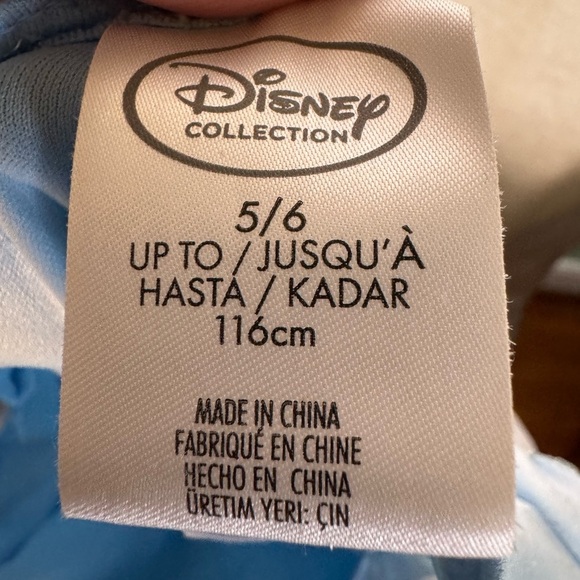 Disney
COLLECTION
5/6
UP TO / JUSQU'À
HASTA / KADAR
116cm
MADE IN CHINA
FABRIQUÉ EN CHINE
HECHO EN CHINA
ÜRETIM YERI: ÇIN